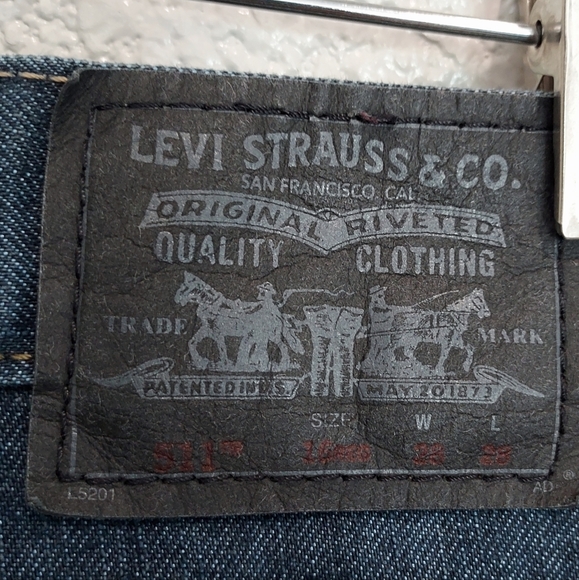 LEVI STRAUSS & CO.
SAN FRANCISCO, CAL
ORIGINAL RIVETED
QUALITY CLOTHING
TRADE MARK
PATENTED IN U.S. MAY 20 1873
SIZE W L
511™
L5201 AD ®